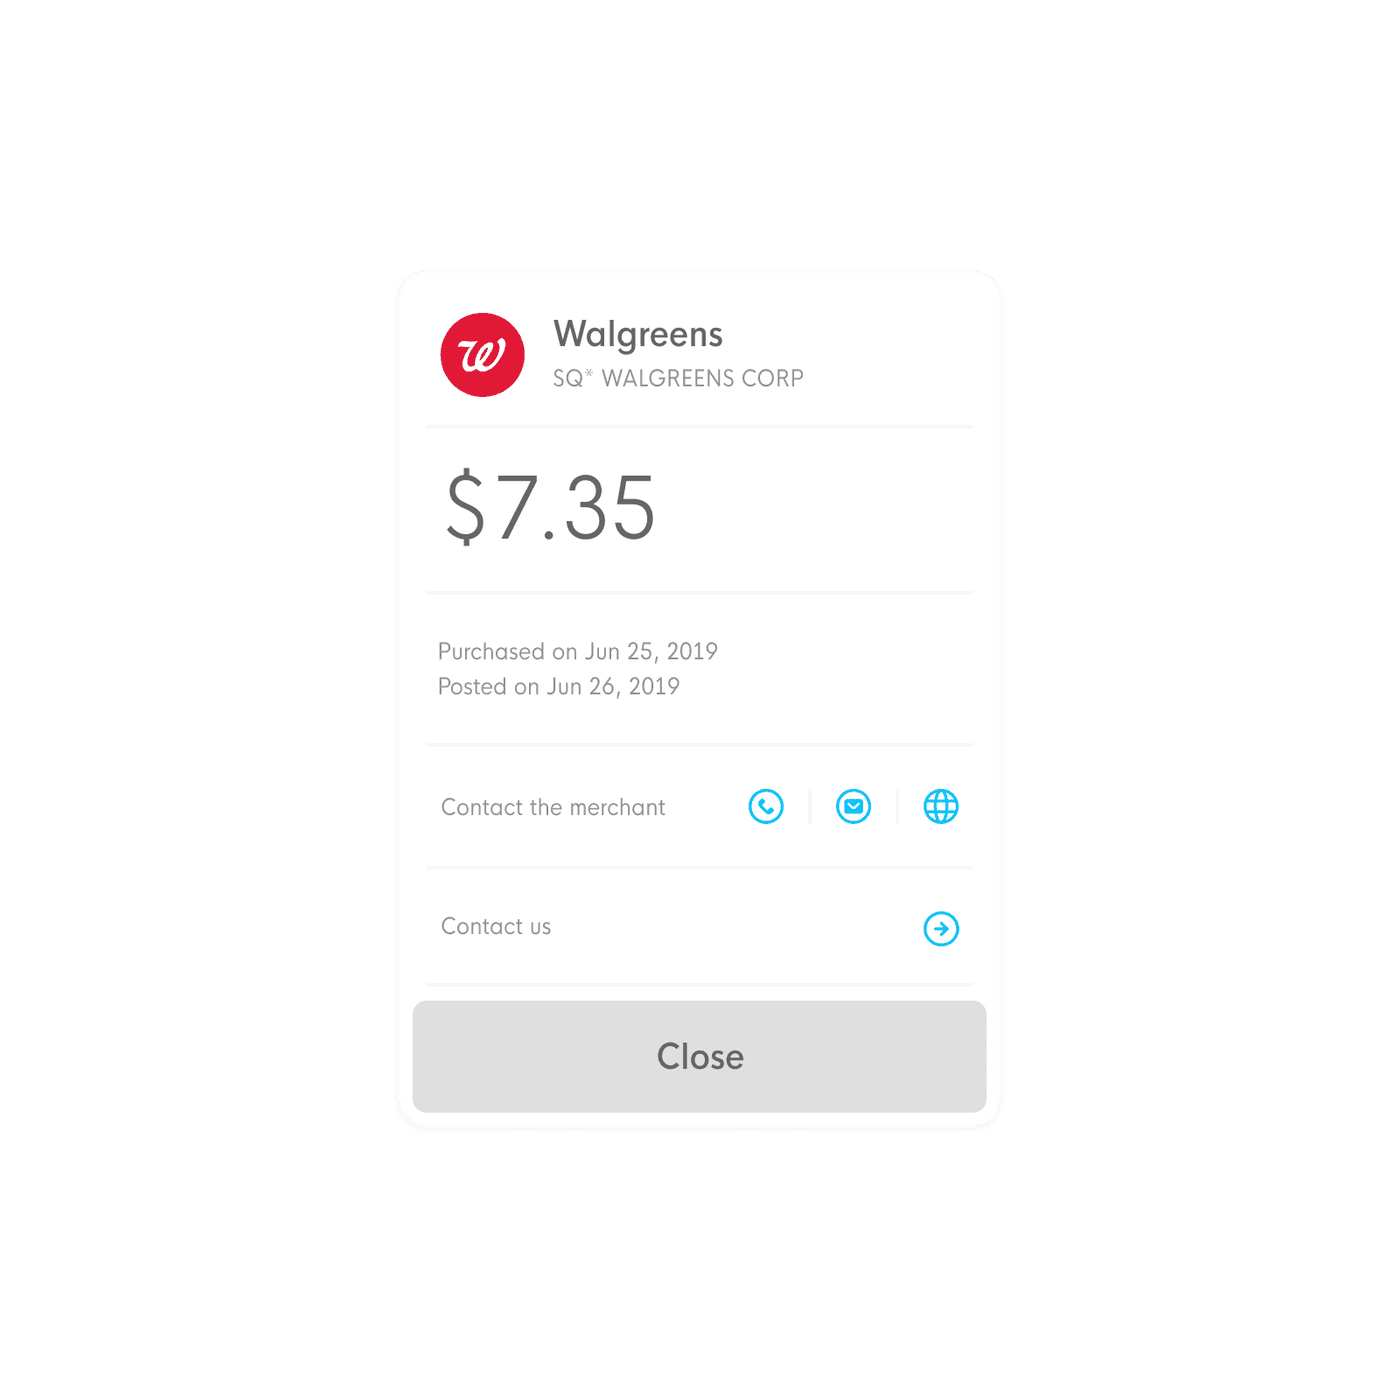 Walgreens
SQ* WALGREENS CORP
$7.35
Purchased on Jun 25, 2019
Posted on Jun 26, 2019
Contact the merchant
Contact us
Close